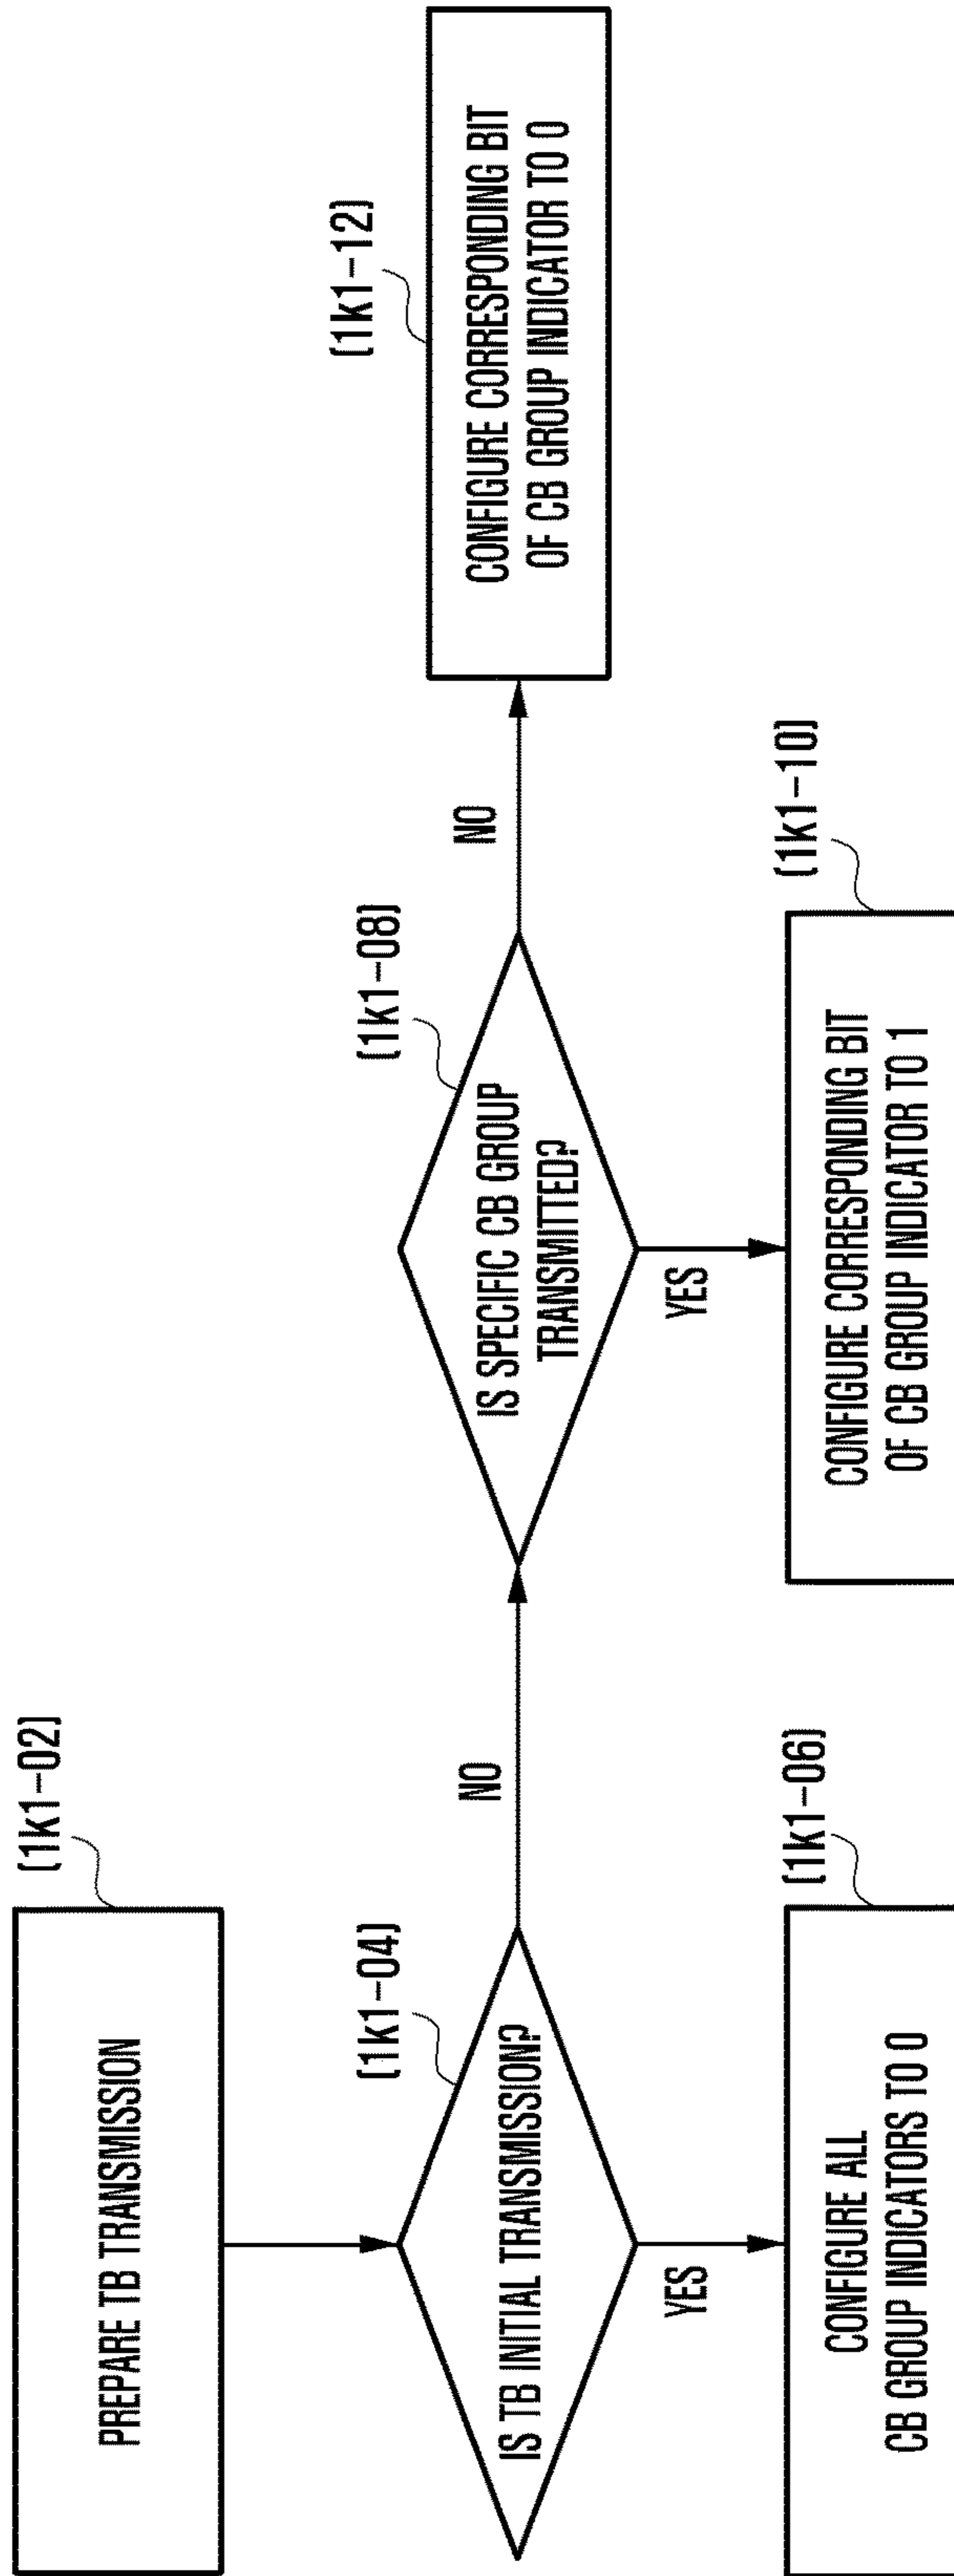 (1k1-02)
PREPARE TB TRANSMISSION
(1k1-04)
IS TB INITIAL TRANSMISSION?
NO
YES
(1k1-06)
CONFIGURE ALL
CB GROUP INDICATORS TO 0
(1k1-08)
IS SPECIFIC CB GROUP
TRANSMITTED?
NO
YES
(1k1-10)
CONFIGURE CORRESPONDING BIT
OF CB GROUP INDICATOR TO 1
(1k1-12)
CONFIGURE CORRESPONDING BIT
OF CB GROUP INDICATOR TO 0